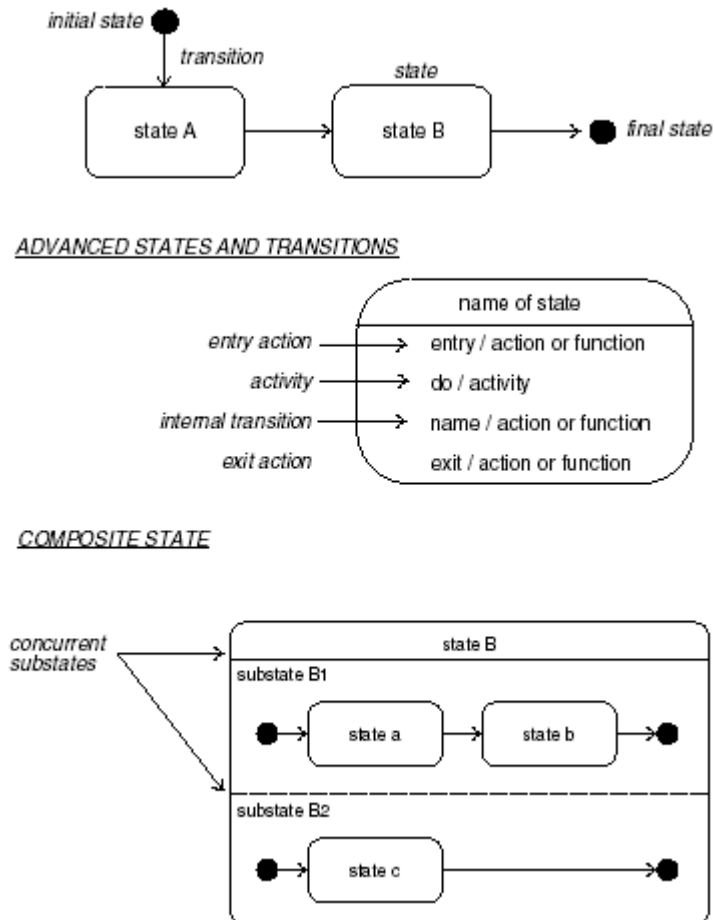 initial state
transition
state
state A
state B
final state
ADVANCED STATES AND TRANSITIONS
name of state
entry action
entry / action or function
activity
do / activity
internal transition
name / action or function
exit action
exit / action or function
COMPOSITE STATE
concurrent
substates
state B
substate B1
state a
state b
substate B2
state c